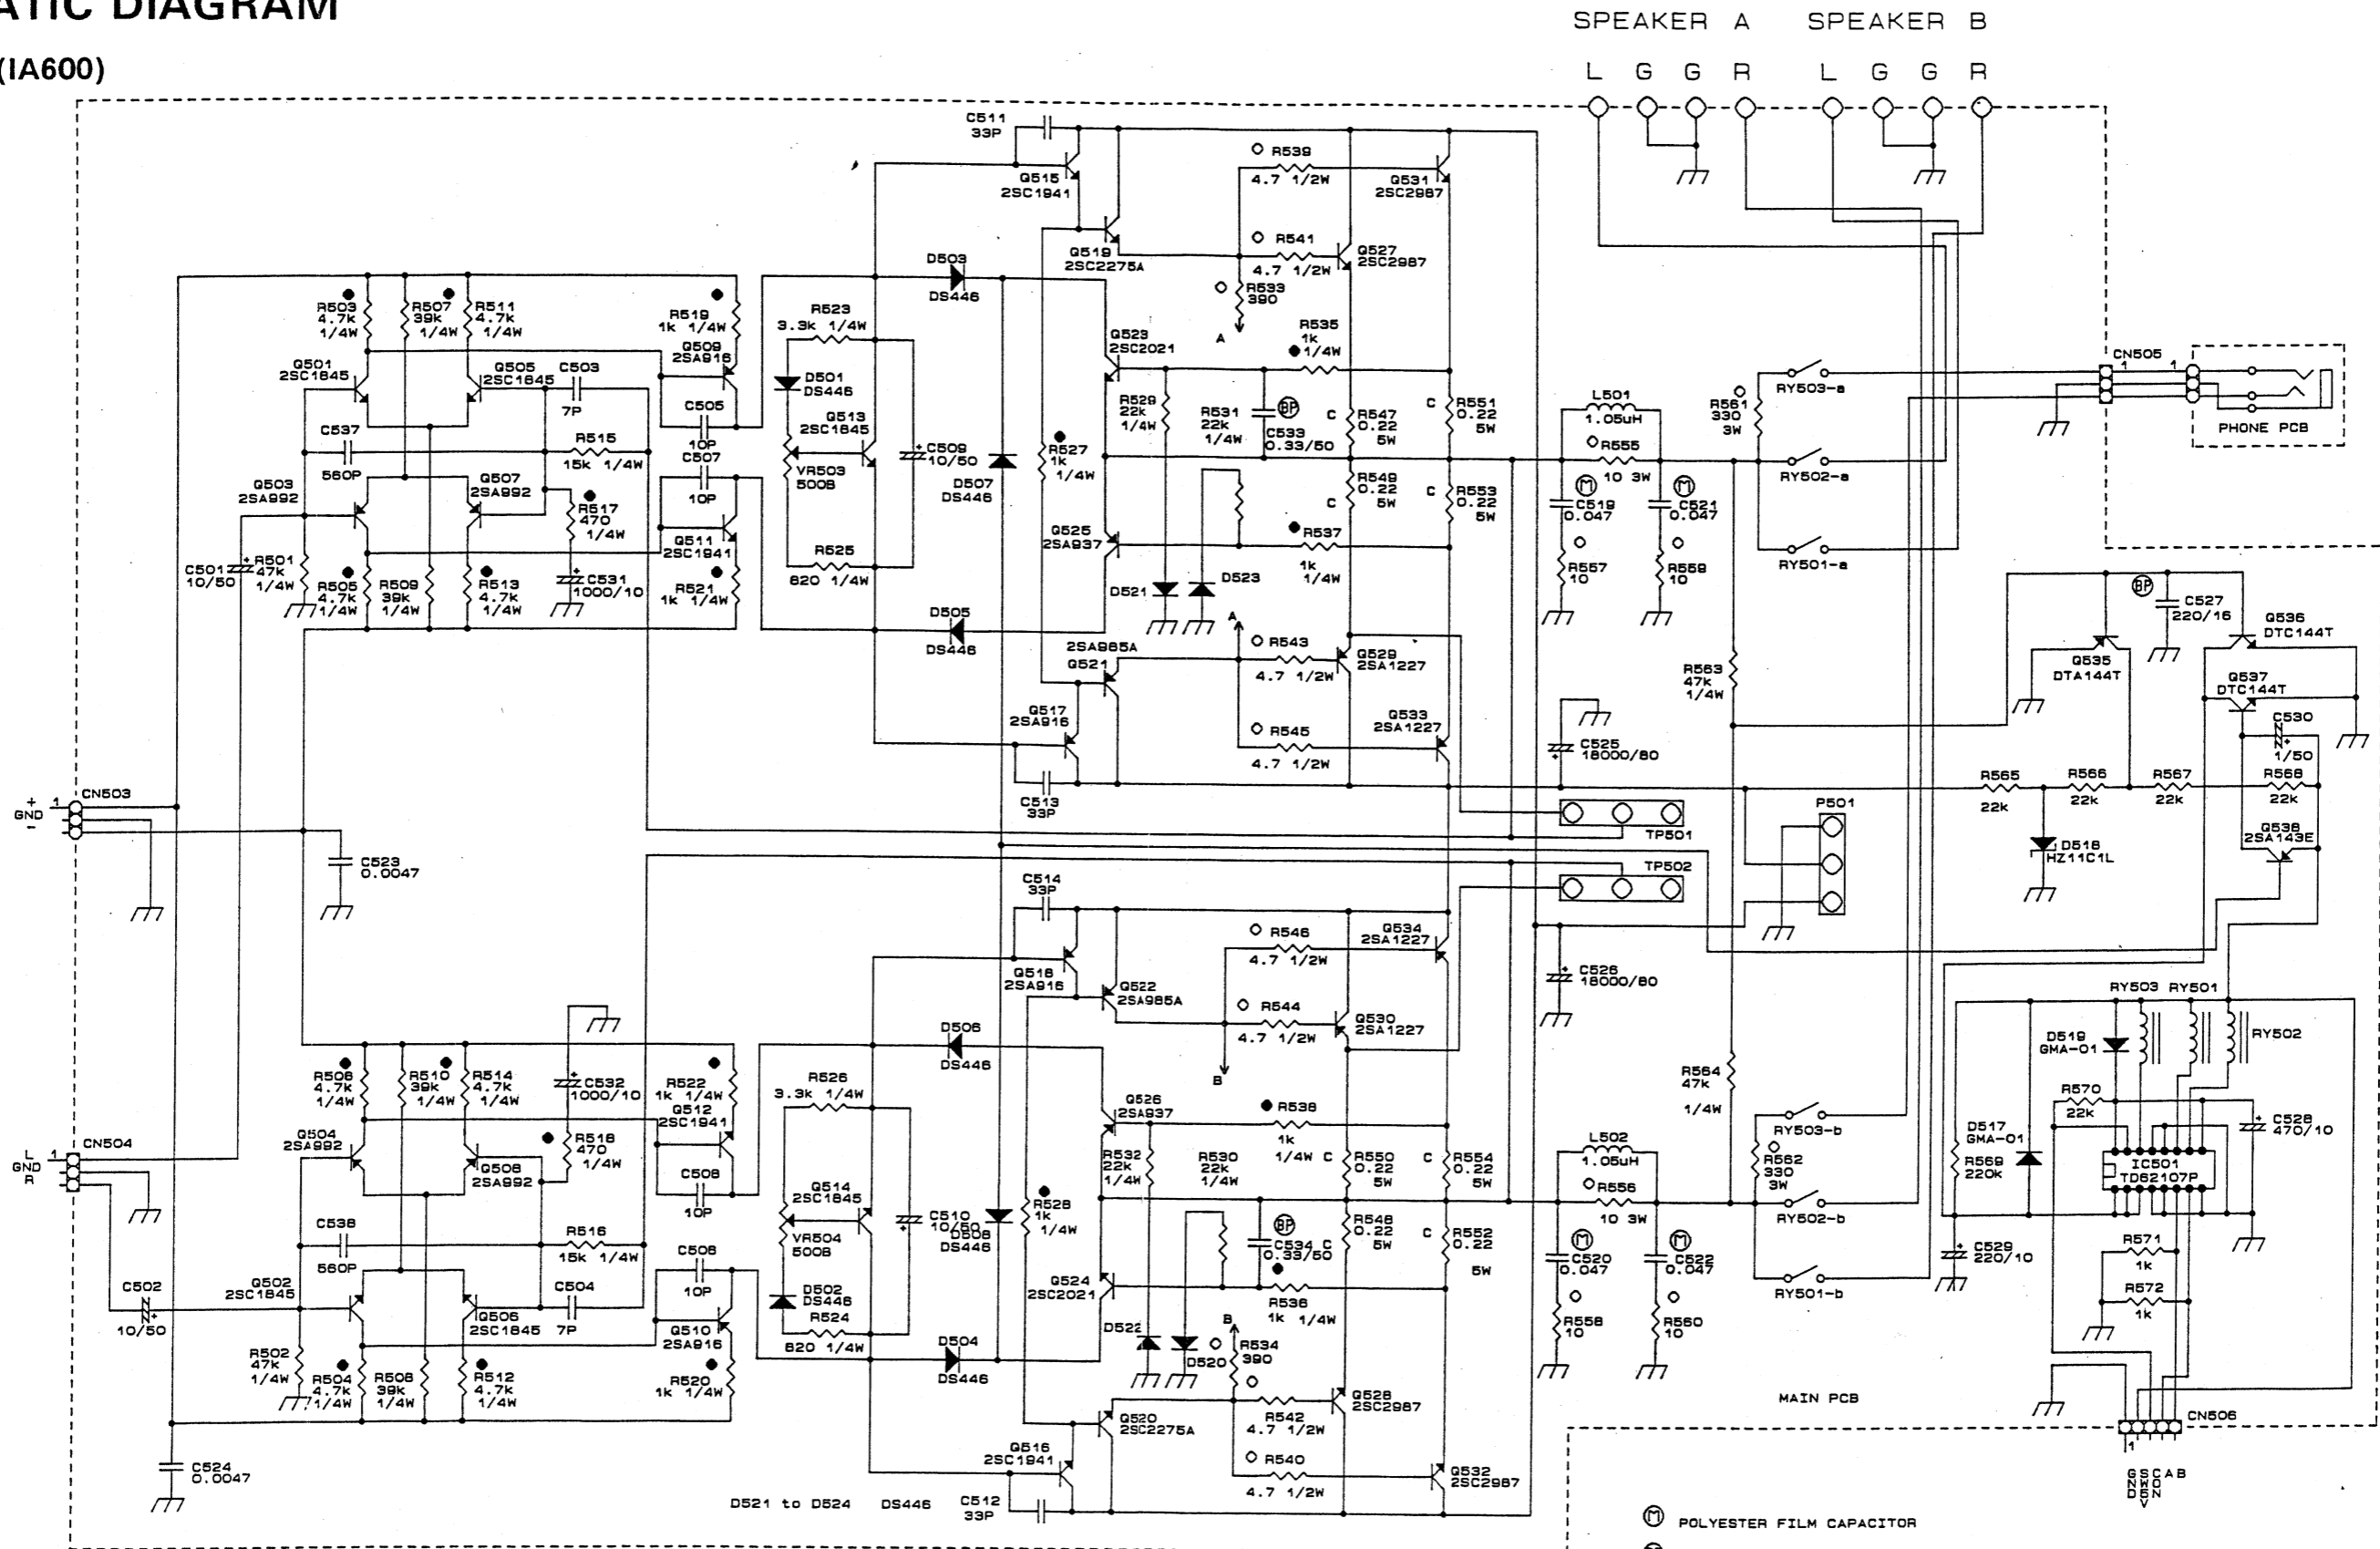 ATIC DIAGRAM
(IA600)
SPEAKER A SPEAKER B
L G G R L G G R
C511
33P
Q515
2SC1941
R539
4.7 1/2W
Q531
2SC2987
Q519
2SC2275A
R541
4.7 1/2W
Q527
2SC2987
D503
DS446
R533
390
A
R503
4.7k
1/4W
R507
39k
1/4W
R511
4.7k
1/4W
R519
1k 1/4W
R523
3.3k 1/4W
Q523
2SC2021
R535
1k
1/4W
Q509
2SA916
Q501
2SC1845
Q505
2SC1845
C503
7P
D501
DS446
C505
10P
Q513
2SC1845
R529
22k
1/4W
R531
22k
1/4W
BP
C533
0.33/50
C R547
0.22
5W
C R551
0.22
5W
L501
1.05uH
R555
10 3W
R561
330
3W
RY503-a
CN505
1
1
PHONE PCB
C537
560P
R515
15k 1/4W
C507
10P
VR503
500B
C509
10/50
R527
1k
1/4W
D507
DS446
R549
0.22
C
5W
C R553
0.22
5W
RY502-a
Q503
2SA992
Q507
2SA992
R517
470
1/4W
Q511
2SC1941
Q525
2SA937
R537
1k
1/4W
M
C519
0.047
M
C521
0.047
C501
10/50
R501
47k
1/4W
R505
4.7k
1/4W
R509
39k
1/4W
R513
4.7k
1/4W
C531
1000/10
R521
1k 1/4W
R525
820 1/4W
D521
D523
R557
10
R559
10
RY501-a
BP
C527
220/16
Q536
DTC144T
D505
DS446
A
2SA985A
Q521
R543
4.7 1/2W
Q529
2SA1227
R563
47k
1/4W
Q535
DTA144T
Q537
DTC144T
Q517
2SA916
R545
4.7 1/2W
Q533
2SA1227
C525
18000/80
C530
1/50
C513
33P
R565
22k
R566
22k
R567
22k
R568
22k
+
GND
-
1
CN503
TP501
P501
D518
HZ11C1L
Q538
2SA143E
C523
0.0047
C514
33P
TP502
Q518
2SA916
R546
4.7 1/2W
Q534
2SA1227
C526
18000/80
Q522
2SA985A
R544
4.7 1/2W
Q530
2SA1227
B
RY503 RY501
RY502
D519
GMA-01
D506
DS446
R506
4.7k
1/4W
R510
39k
1/4W
R514
4.7k
1/4W
C532
1000/10
R522
1k 1/4W
Q512
2SC1941
R526
3.3k 1/4W
Q526
2SA937
R538
1k
1/4W
R564
47k
1/4W
R570
22k
C528
470/10
L
GND
R
1
CN504
Q504
2SA992
Q508
2SA992
R518
470
1/4W
C508
10P
Q514
2SC1845
VR504
500B
C510
10/50
D508
DS446
R528
1k
1/4W
R532
22k
1/4W
R530
22k
1/4W
C R550
0.22
5W
C R554
0.22
5W
L502
1.05uH
R556
10 3W
RY503-b
R562
330
3W
RY502-b
D517
GMA-01
R569
220k
IC501
TD62107P
C538
560P
R516
15k 1/4W
C506
10P
BP
C534
0.33/50
R548
0.22
C
5W
C R552
0.22
5W
M
C520
0.047
M
C522
0.047
C529
220/10
R571
1k
C502
10/50
Q502
2SC1845
Q506
2SC1845
C504
7P
Q510
2SA916
D502
DS446
R524
820 1/4W
Q524
2SC2021
R536
1k 1/4W
RY501-b
R572
1k
R502
47k
1/4W
R504
4.7k
1/4W
R508
39k
1/4W
R512
4.7k
1/4W
R520
1k 1/4W
D504
DS446
D522
D520
B
R534
390
R558
10
R560
10
Q520
2SC2275A
R542
4.7 1/2W
Q528
2SC2987
MAIN PCB
CN506
1
C524
0.0047
Q516
2SC1941
R540
4.7 1/2W
Q532
2SC2987
GSCAB
NWO
D5N
V
D521 to D524 DS446
C512
33P
M POLYESTER FILM CAPACITOR